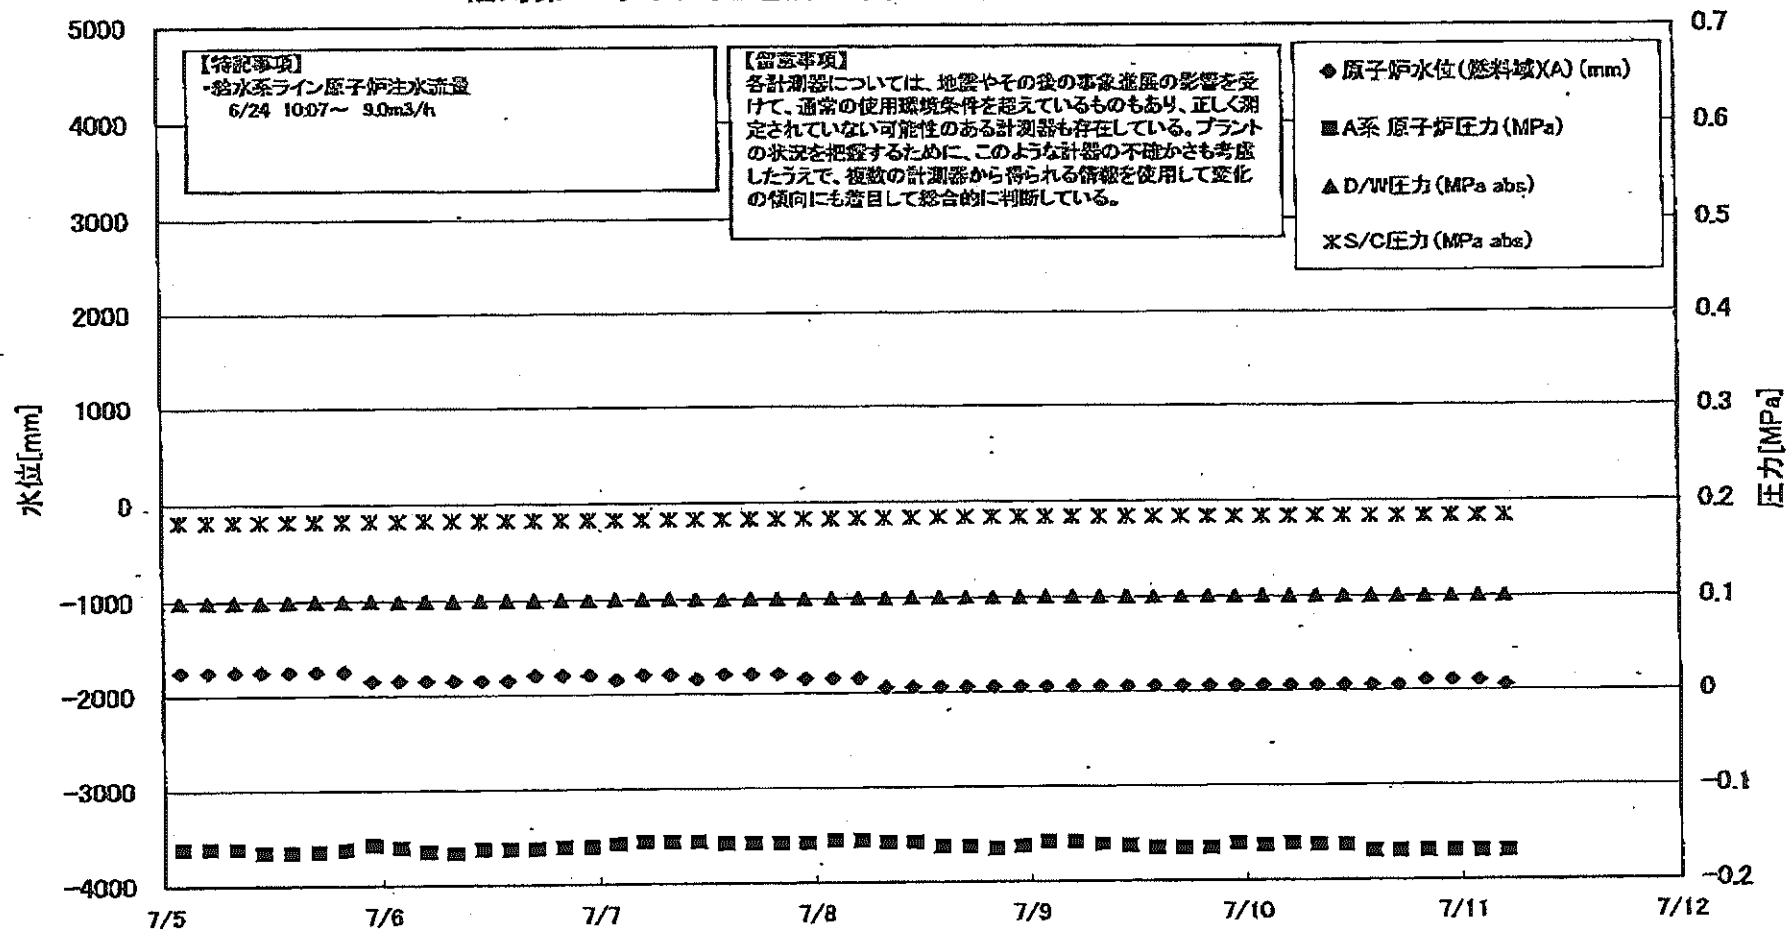 5000
4000
3000
2000
1000
0
-1000
-2000
-3000
-4000
水位[mm]
【特記事項】
・給水系ライン原子炉注水流量
6/24 10:07～ 9.0m3/h
【留意事項】
各計測器については、地震やその後の事象進展の影響を受
けて、通常の使用環境条件を超えているものもあり、正しく測
定されていない可能性のある計測器も存在している。プラント
の状況を把握するために、このような計器の不確かさも考慮
したうえで、複数の計測器から得られる情報を使用して変化
の傾向にも着目して総合的に判断している。
原子炉水位(燃料域)(A) (mm)
A系 原子炉圧力(MPa)
D/W圧力(MPa abs)
S/C圧力(MPa abs)
0.7
0.6
0.5
0.4
0.3
0.2
0.1
0
-0.1
-0.2
圧力[MPa]
7/5
7/6
7/7
7/8
7/9
7/10
7/11
7/12